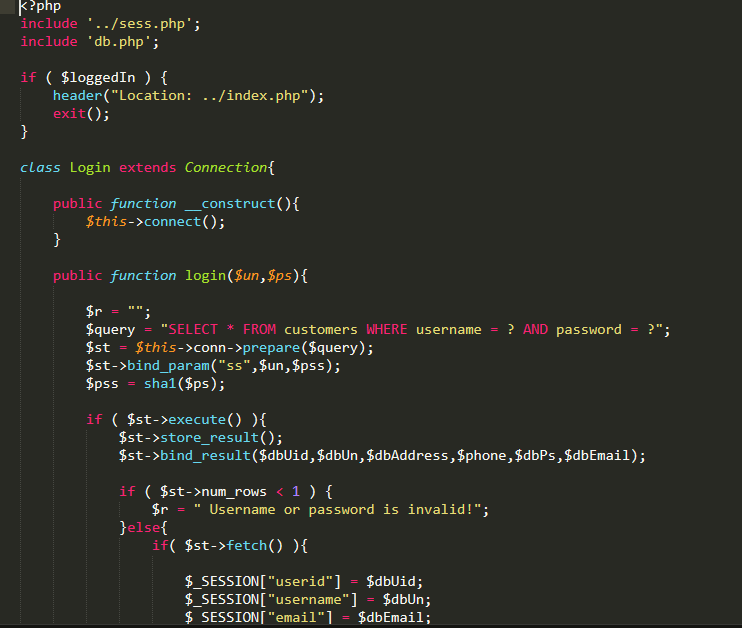 <?php
include '../sess.php';
include 'db.php';

if ( $loggedIn ) {
    header("Location: ../index.php");
    exit();
}

class Login extends Connection{

    public function __construct(){
        $this->connect();
    }

    public function login($un,$ps){

        $r = "";
        $query = "SELECT * FROM customers WHERE username = ? AND password = ?";
        $st = $this->conn->prepare($query);
        $st->bind_param("ss",$un,$pss);
        $pss = sha1($ps);

        if ( $st->execute() ){
            $st->store_result();
            $st->bind_result($dbUid,$dbUn,$dbAddress,$phone,$dbPs,$dbEmail);

            if ( $st->num_rows < 1 ) {
                $r = " Username or password is invalid!";
            }else{
                if( $st->fetch() ){

                    $_SESSION["userid"] = $dbUid;
                    $_SESSION["username"] = $dbUn;
                    $_SESSION["email"] = $dbEmail;